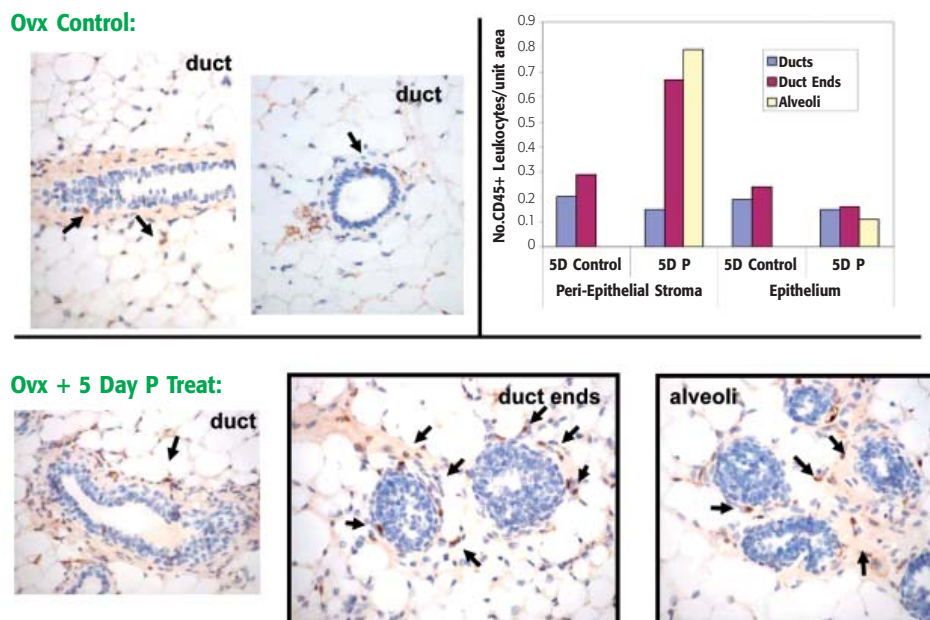 Ovx Control:
duct
duct
No.CD45+ Leukocytes/unit area
0.9
0.8
0.7
0.6
0.5
0.4
0.3
0.2
0.1
0
Ducts
Duct Ends
Alveoli
5D Control
5D P
5D Control
5D P
Peri-Epithelial Stroma
Epithelium
Ovx + 5 Day P Treat:
duct
duct ends
alveoli